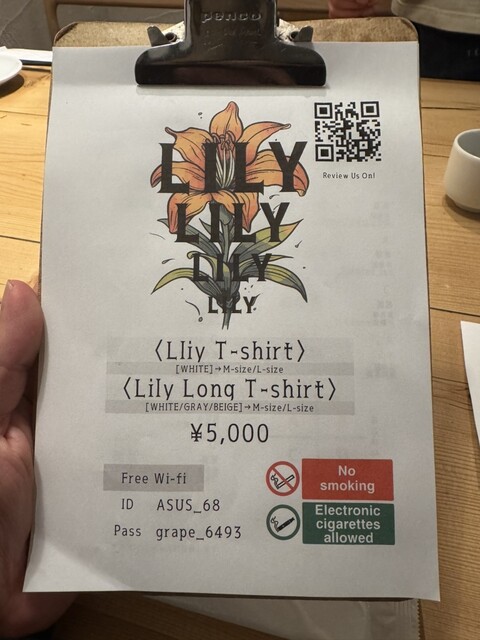 penco
LILY
LILY
LILY
LILY
Review Us On!
〈LIiy T-shirt〉
[WHITE]→M-size/L-size
〈Lily Long T-shirt〉
[WHITE/GRAY/BEIGE]→M-size/L-size
¥5,000
Free Wi-fi
ID ASUS_68
Pass grape_6493
No
smoking
Electronic
cigarettes
allowed